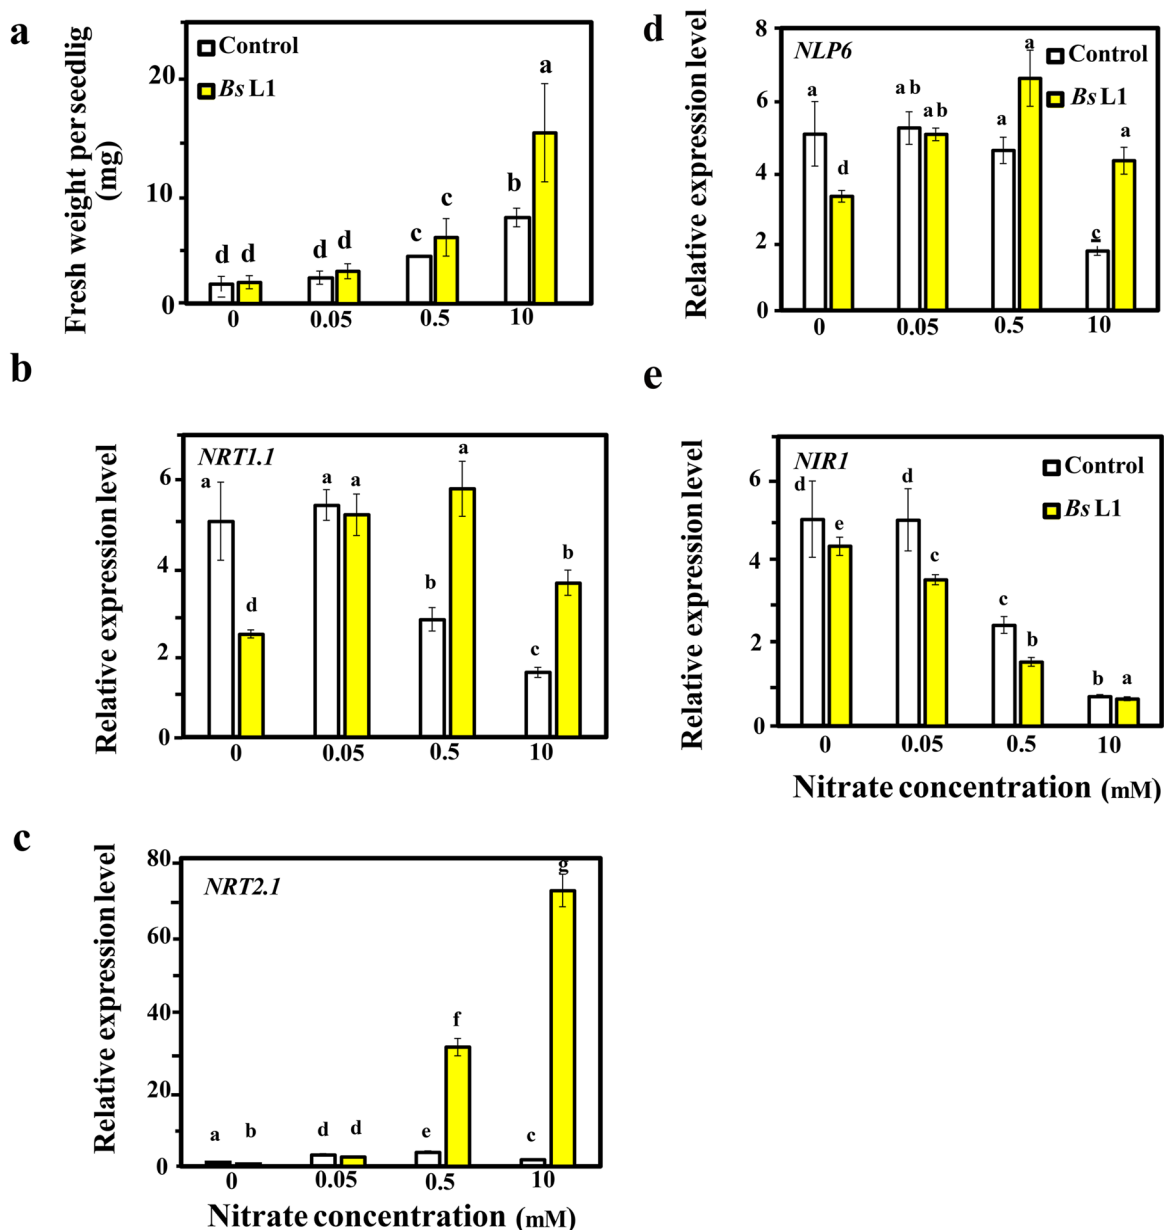 a
Fresh weight per seedlig
(mg)
Control
Bs L1
20
10
0
d d
d d
c c
b a
0 0.05 0.5 10
b
Relative expression level
NRT1.1
6
4
2
0
a d
a a
b a
c b
0 0.05 0.5 10
c
Relative expression level
NRT2.1
80
60
40
20
0
a b
d d
e f
c g
0 0.05 0.5 10
Nitrate concentration (mM)
d
Relative expression level
NLP6
Control
Bs L1
8
6
4
2
0
a d
a b a b
a a
c a
0 0.05 0.5 10
e
Relative expression level
NIR1
Control
Bs L1
6
4
2
0
d e
d c
c b
b a
0 0.05 0.5 10
Nitrate concentration (mM)